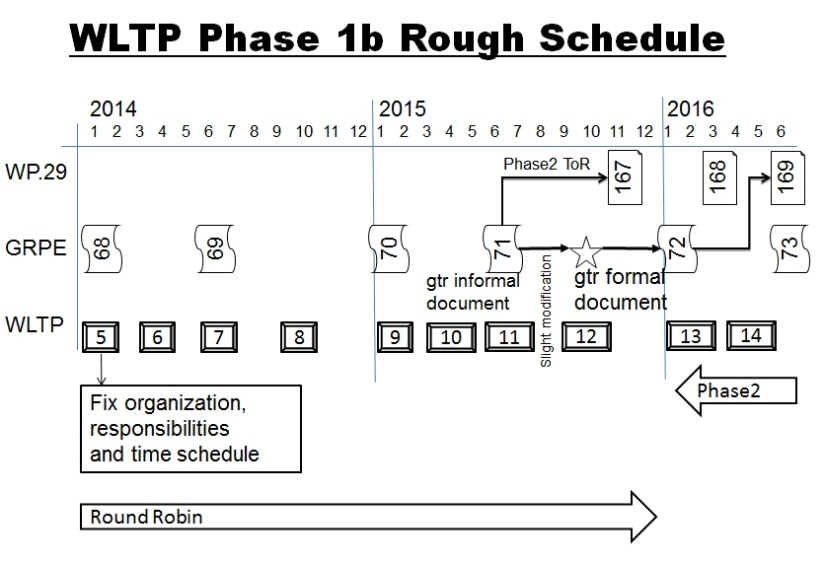 WLTP Phase 1b Rough Schedule
2014 2015 2016
1 2 3 4 5 6 7 8 9 10 11 12 1 2 3 4 5 6 7 8 9 10 11 12 1 2 3 4 5 6
WP.29
Phase2 ToR
167
168
169
GRPE
68
69
70
71
72
73
gtr informal
document
Slight modification
gtr formal
document
WLTP
5 6 7 8 9 10 11 12 13 14
Fix organization,
responsibilities
and time schedule
Phase2
Round Robin